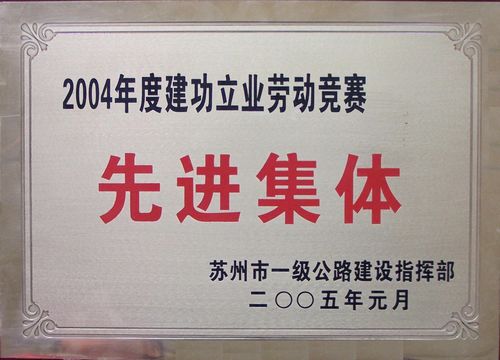 2004年度建功立业劳动竞赛
先进集体
苏州市一级公路建设指挥部
二〇〇五年元月